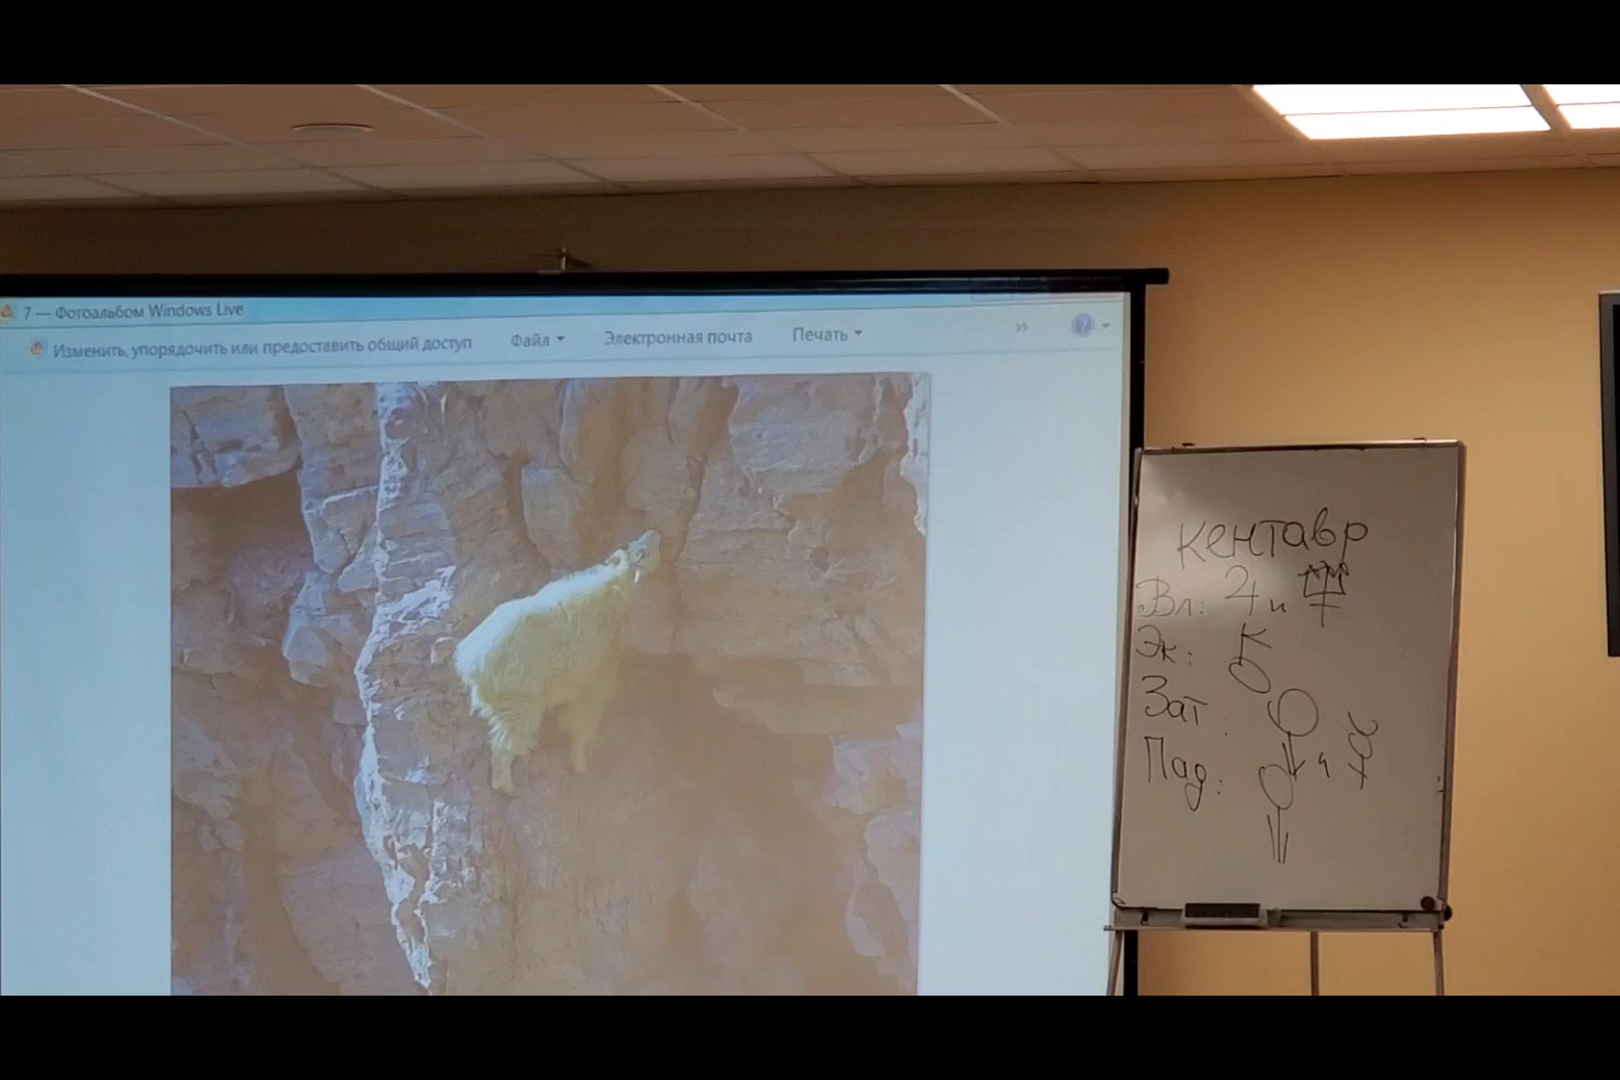 7 — Фотоальбом Windows Live
Изменить, упорядочить или предоставить общий доступ Файл Электронная почта Печать
кентавр
Вл: 4 и
Эк:
Зат
Пад: